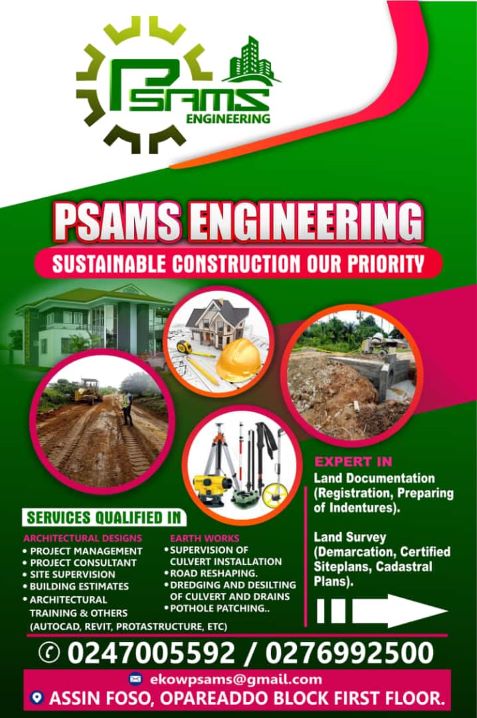 PSAMS
ENGINEERING
PSAMS ENGINEERING
SUSTAINABLE CONSTRUCTION OUR PRIORITY
EXPERT IN
Land Documentation
(Registration, Preparing
of Indentures).
Land Survey
(Demarcation, Certified
Siteplans, Cadastral
Plans).
SERVICES QUALIFIED IN
ARCHITECTURAL DESIGNS
• PROJECT MANAGEMENT
• PROJECT CONSULTANT
• SITE SUPERVISION
• BUILDING ESTIMATES
• ARCHITECTURAL
TRAINING & OTHERS
(AUTOCAD, REVIT, PROTASTRUCTURE, ETC)
EARTH WORKS
• SUPERVISION OF
CULVERT INSTALLATION
• ROAD RESHAPING.
• DREDGING AND DESILTING
OF CULVERT AND DRAINS
• POTHOLE PATCHING..
0247005592 / 0276992500
ekowpsams@gmail.com
ASSIN FOSO, OPAREADDO BLOCK FIRST FLOOR.